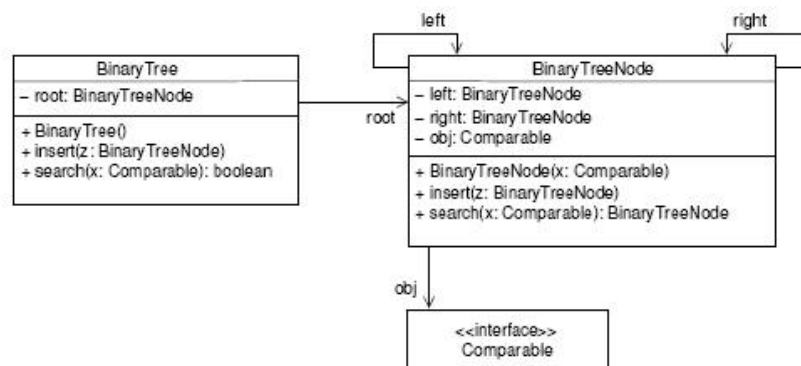 left
right
BinaryTree
– root: BinaryTreeNode
+ BinaryTree()
+ insert(z: BinaryTreeNode)
+ search(x: Comparable): boolean
root
BinaryTreeNode
– left: BinaryTreeNode
– right: BinaryTreeNode
– obj: Comparable
+ BinaryTreeNode(x: Comparable)
+ insert(z: BinaryTreeNode)
+ search(x: Comparable): BinaryTreeNode
obj
<<interface>>
Comparable